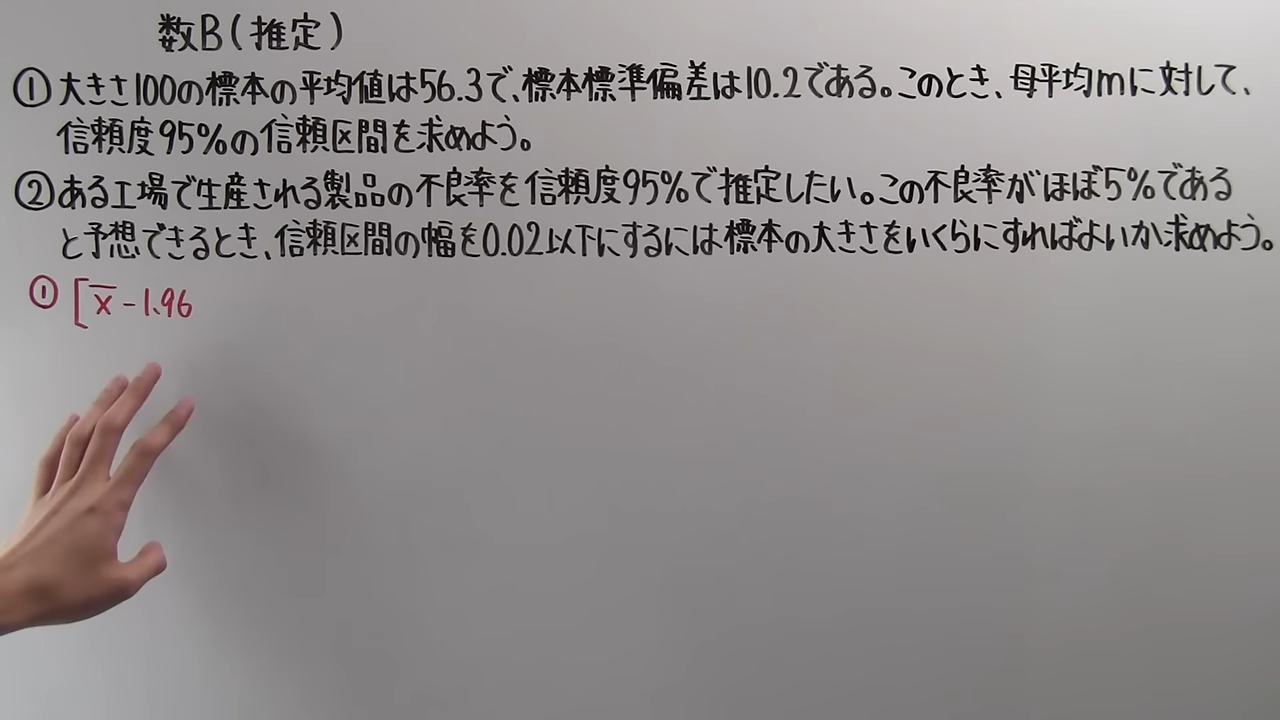 数B(推定)
①大きさ100の標本の平均値は56.3で、標本標準偏差は10.2である。このとき、母平均mに対して、
信頼度95%の信頼区間を求めよう。
②ある工場で生産される製品の不良率を信頼度95%で推定したい。この不良率がほぼ5%である
と予想できるとき、信頼区間の幅を0.02以下にするには標本の大きさをいくらにすればよいか求めよう。
① [x̄-1.96